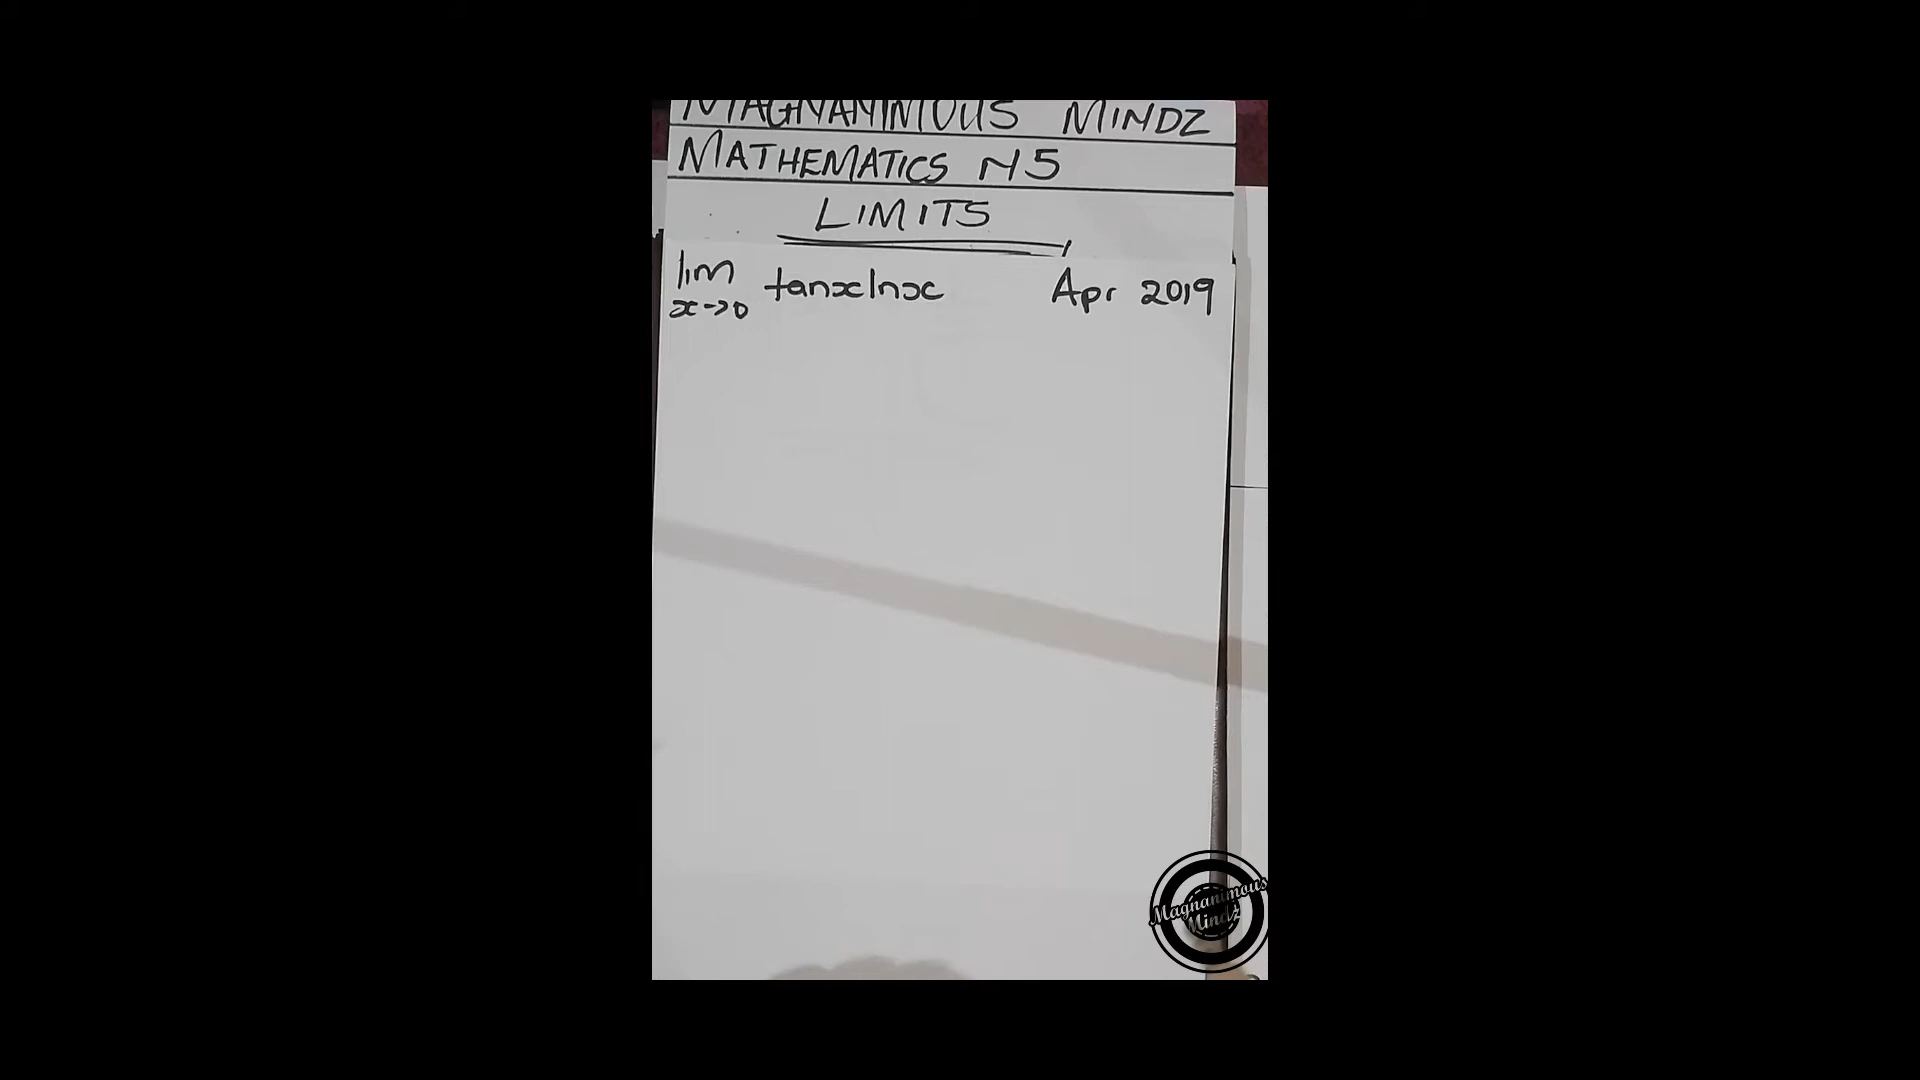 MAGNANIMOUS MINDZ
MATHEMATICS N5
LIMITS
lim x→0 tanxlnx Apr 2019
Magnanimous
Mindz